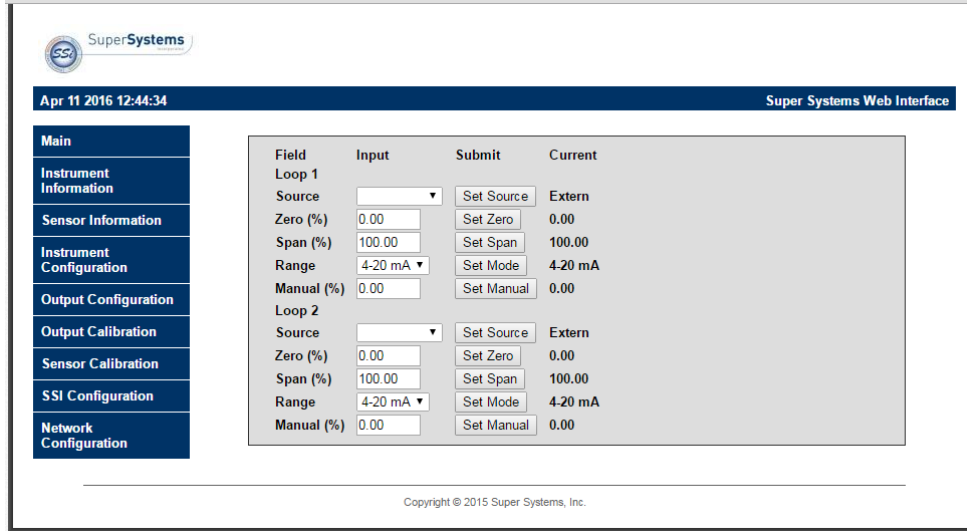 SSi SuperSystems
incorporated
Apr 11 2016 12:44:34 Super Systems Web Interface
Main
Instrument
Information
Sensor Information
Instrument
Configuration
Output Configuration
Output Calibration
Sensor Calibration
SSI Configuration
Network
Configuration
Field Input Submit Current
Loop 1
Source Set Source Extern
Zero (%) 0.00 Set Zero 0.00
Span (%) 100.00 Set Span 100.00
Range 4-20 mA Set Mode 4-20 mA
Manual (%) 0.00 Set Manual 0.00
Loop 2
Source Set Source Extern
Zero (%) 0.00 Set Zero 0.00
Span (%) 100.00 Set Span 100.00
Range 4-20 mA Set Mode 4-20 mA
Manual (%) 0.00 Set Manual 0.00
Copyright © 2015 Super Systems, Inc.